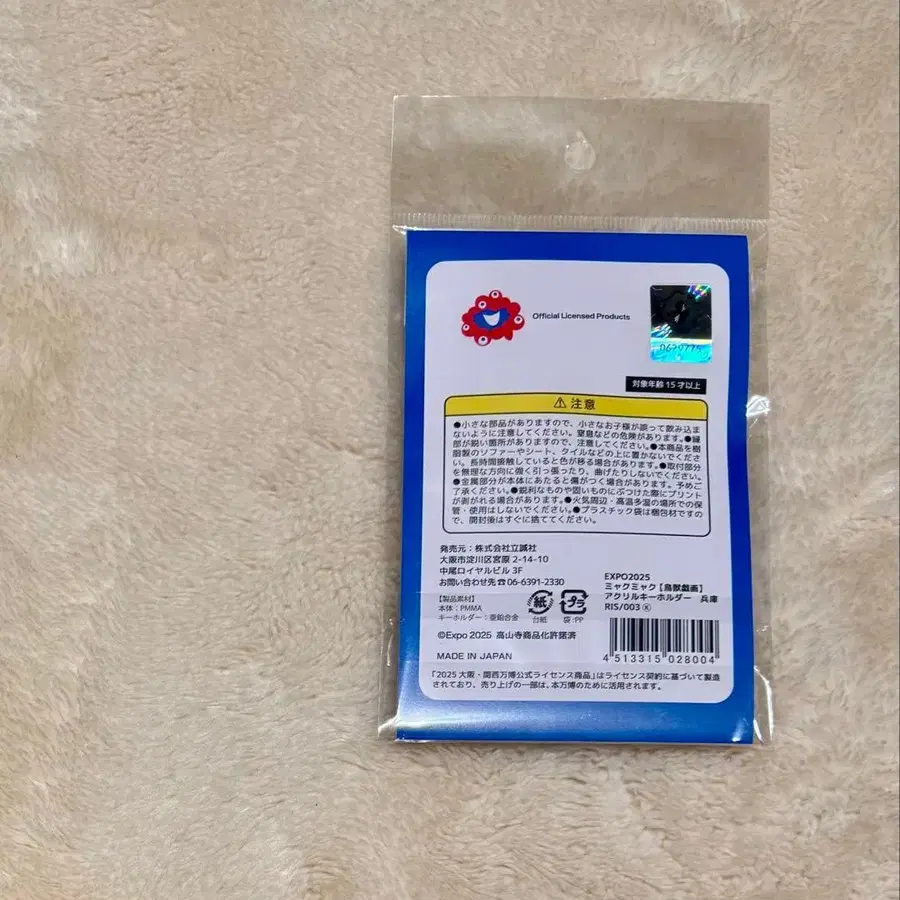 Official Licensed Products
対象年齢15才以上
⚠ 注意
●小さな部品がありますので、小さなお子様が誤って飲み込ま
ないように注意してください。窒息などの危険があります。●縁
部が鋭い箇所がありますので、注意してください。●本商品を樹
脂製のソファーやシート、タイルなどの上に置かないでくださ
い。長時間接触していると色が移る場合があります。●取付部分
を無理な方向に強く引っ張ったり、曲げたりしないでください。
●金属部分が本体にあたると傷がつく場合があります。予めご
了承ください。●鋭利なものや固いものにぶつけた際にプリント
が剥がれる場合があります。●火気周辺・高温多湿の場所での保
管・使用はしないでください。●プラスチック袋は梱包材ですの
で、開封後はすぐに捨ててください。
発売元：株式会社立誠社
大阪市淀川区宮原 2-14-10
中尾ロイヤルビル 3F
お問い合わせ先 ☎06-6391-2330
【製品素材】
本体：PMMA
キーホルダー：亜鉛合金
紙
台紙
プラ
袋：PP
EXPO2025
ミャクミャク【鳥獣戯画】
アクリルキーホルダー 兵庫
RIS/003 Ⓚ
©Expo 2025 高山寺商品化許諾済
4 513315 028004
MADE IN JAPAN
「2025 大阪・関西万博公式ライセンス商品」はライセンス契約に基づいて製造
されており、売り上げの一部は、本万博のために活用されます。